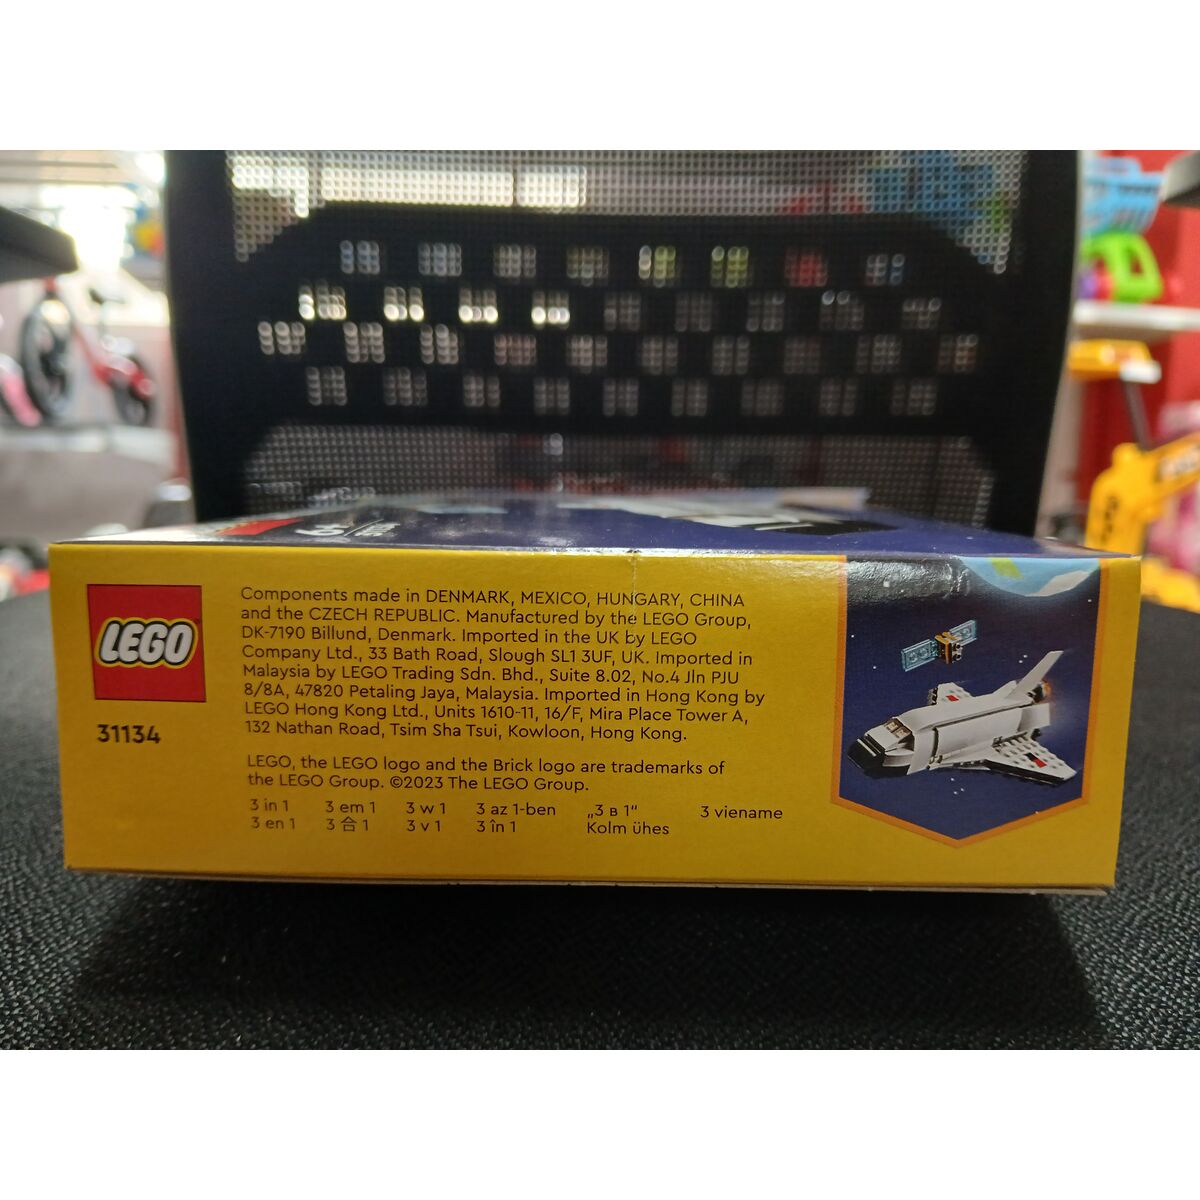 LEGO
31134
Components made in DENMARK, MEXICO, HUNGARY, CHINA
and the CZECH REPUBLIC. Manufactured by the LEGO Group,
DK-7190 Billund, Denmark. Imported in the UK by LEGO
Company Ltd., 33 Bath Road, Slough SL1 3UF, UK. Imported in
Malaysia by LEGO Trading Sdn. Bhd., Suite 8.02, No.4 Jln PJU
8/8A, 47820 Petaling Jaya, Malaysia. Imported in Hong Kong by
LEGO Hong Kong Ltd., Units 1610-11, 16/F, Mira Place Tower A,
132 Nathan Road, Tsim Sha Tsui, Kowloon, Hong Kong.
LEGO, the LEGO logo and the Brick logo are trademarks of
the LEGO Group. ©2023 The LEGO Group.
3 in 1 3 em 1 3 w 1 3 az 1-ben „3 в 1“ 3 viename
3 en 1 3 合 1 3 v 1 3 în 1 Kolm ühes